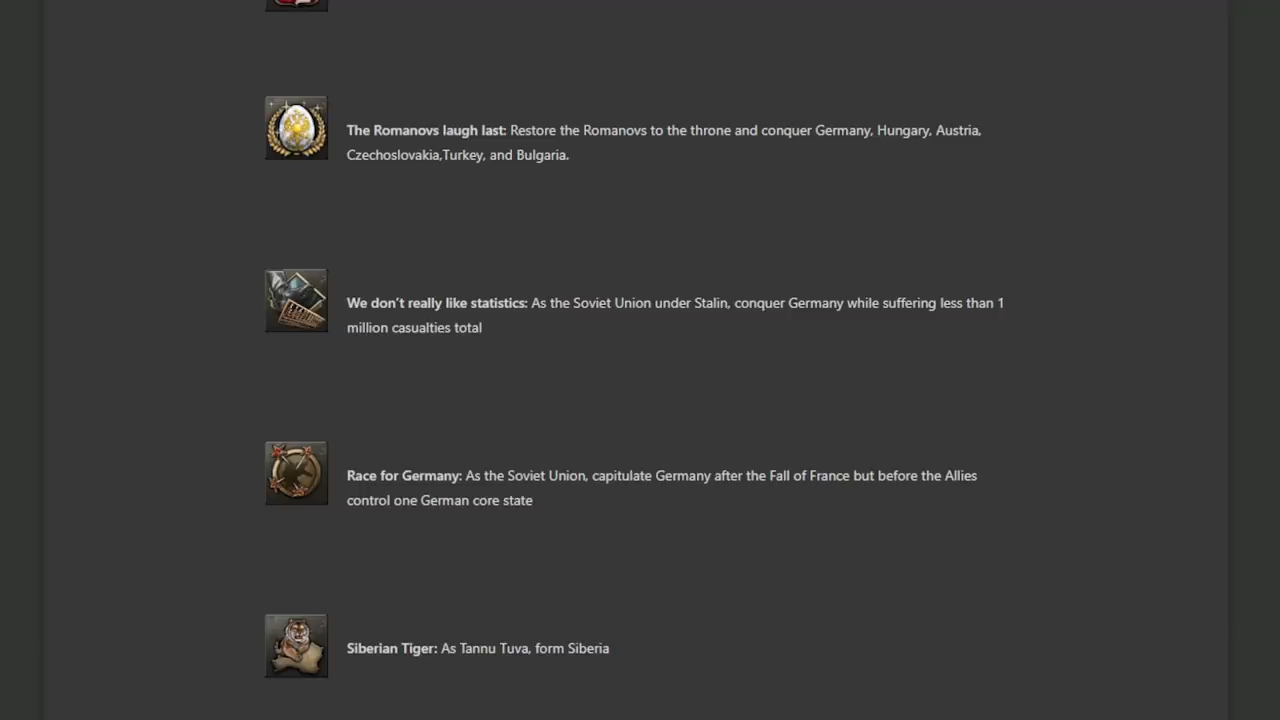 The Romanovs laugh last: Restore the Romanovs to the throne and conquer Germany, Hungary, Austria,
Czechoslovakia,Turkey, and Bulgaria.
We don't really like statistics: As the Soviet Union under Stalin, conquer Germany while suffering less than 1
million casualties total
Race for Germany: As the Soviet Union, capitulate Germany after the Fall of France but before the Allies
control one German core state
Siberian Tiger: As Tannu Tuva, form Siberia